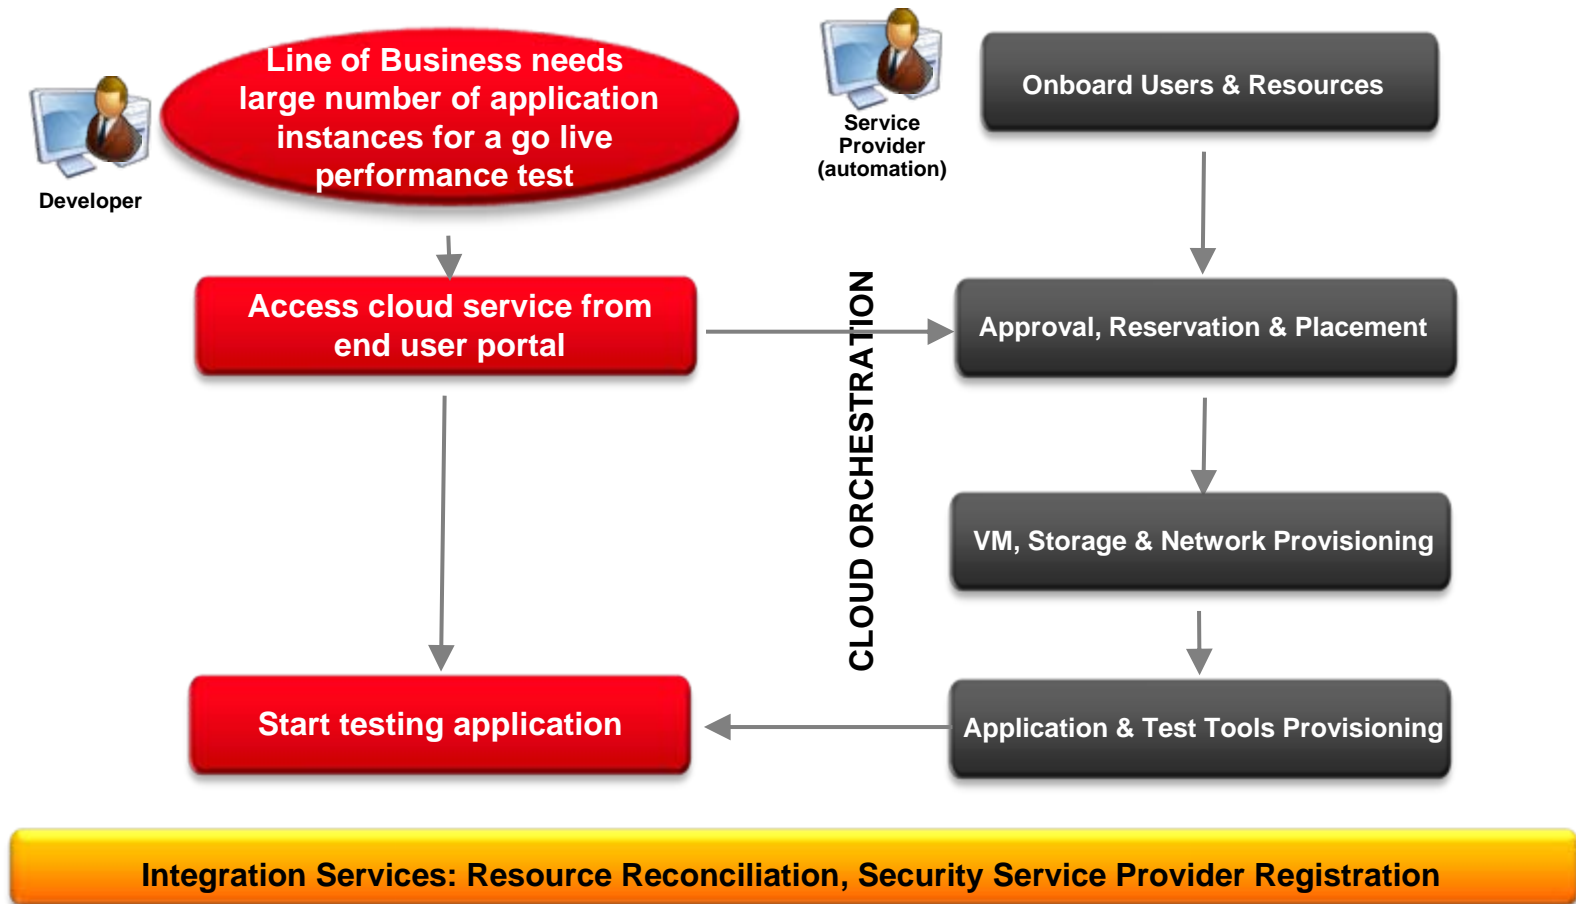 Line of Business needs
large number of application
instances for a go live
performance test
Developer
Service
Provider
(automation)
Onboard Users & Resources
Access cloud service from
end user portal
CLOUD ORCHESTRATION
Approval, Reservation & Placement
VM, Storage & Network Provisioning
Start testing application
Application & Test Tools Provisioning
Integration Services: Resource Reconciliation, Security Service Provider Registration